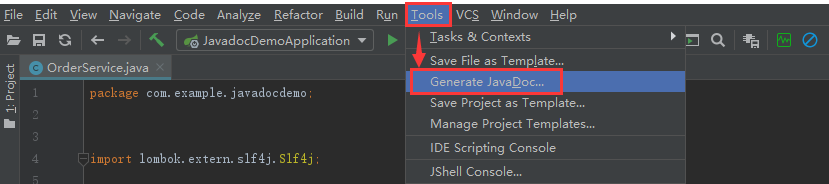 File Edit View Navigate Code Analyze Refactor Build Run Tools VCS Window Help
JavadocDemoApplication
Tasks & Contexts
OrderService.java
Save File as Template...
1: Project
1 package com.example.javadocdemo;
Generate JavaDoc...
2
Save Project as Template...
3
Manage Project Templates...
4 import lombok.extern.slf4j.Slf4j;
IDE Scripting Console
5
JShell Console...